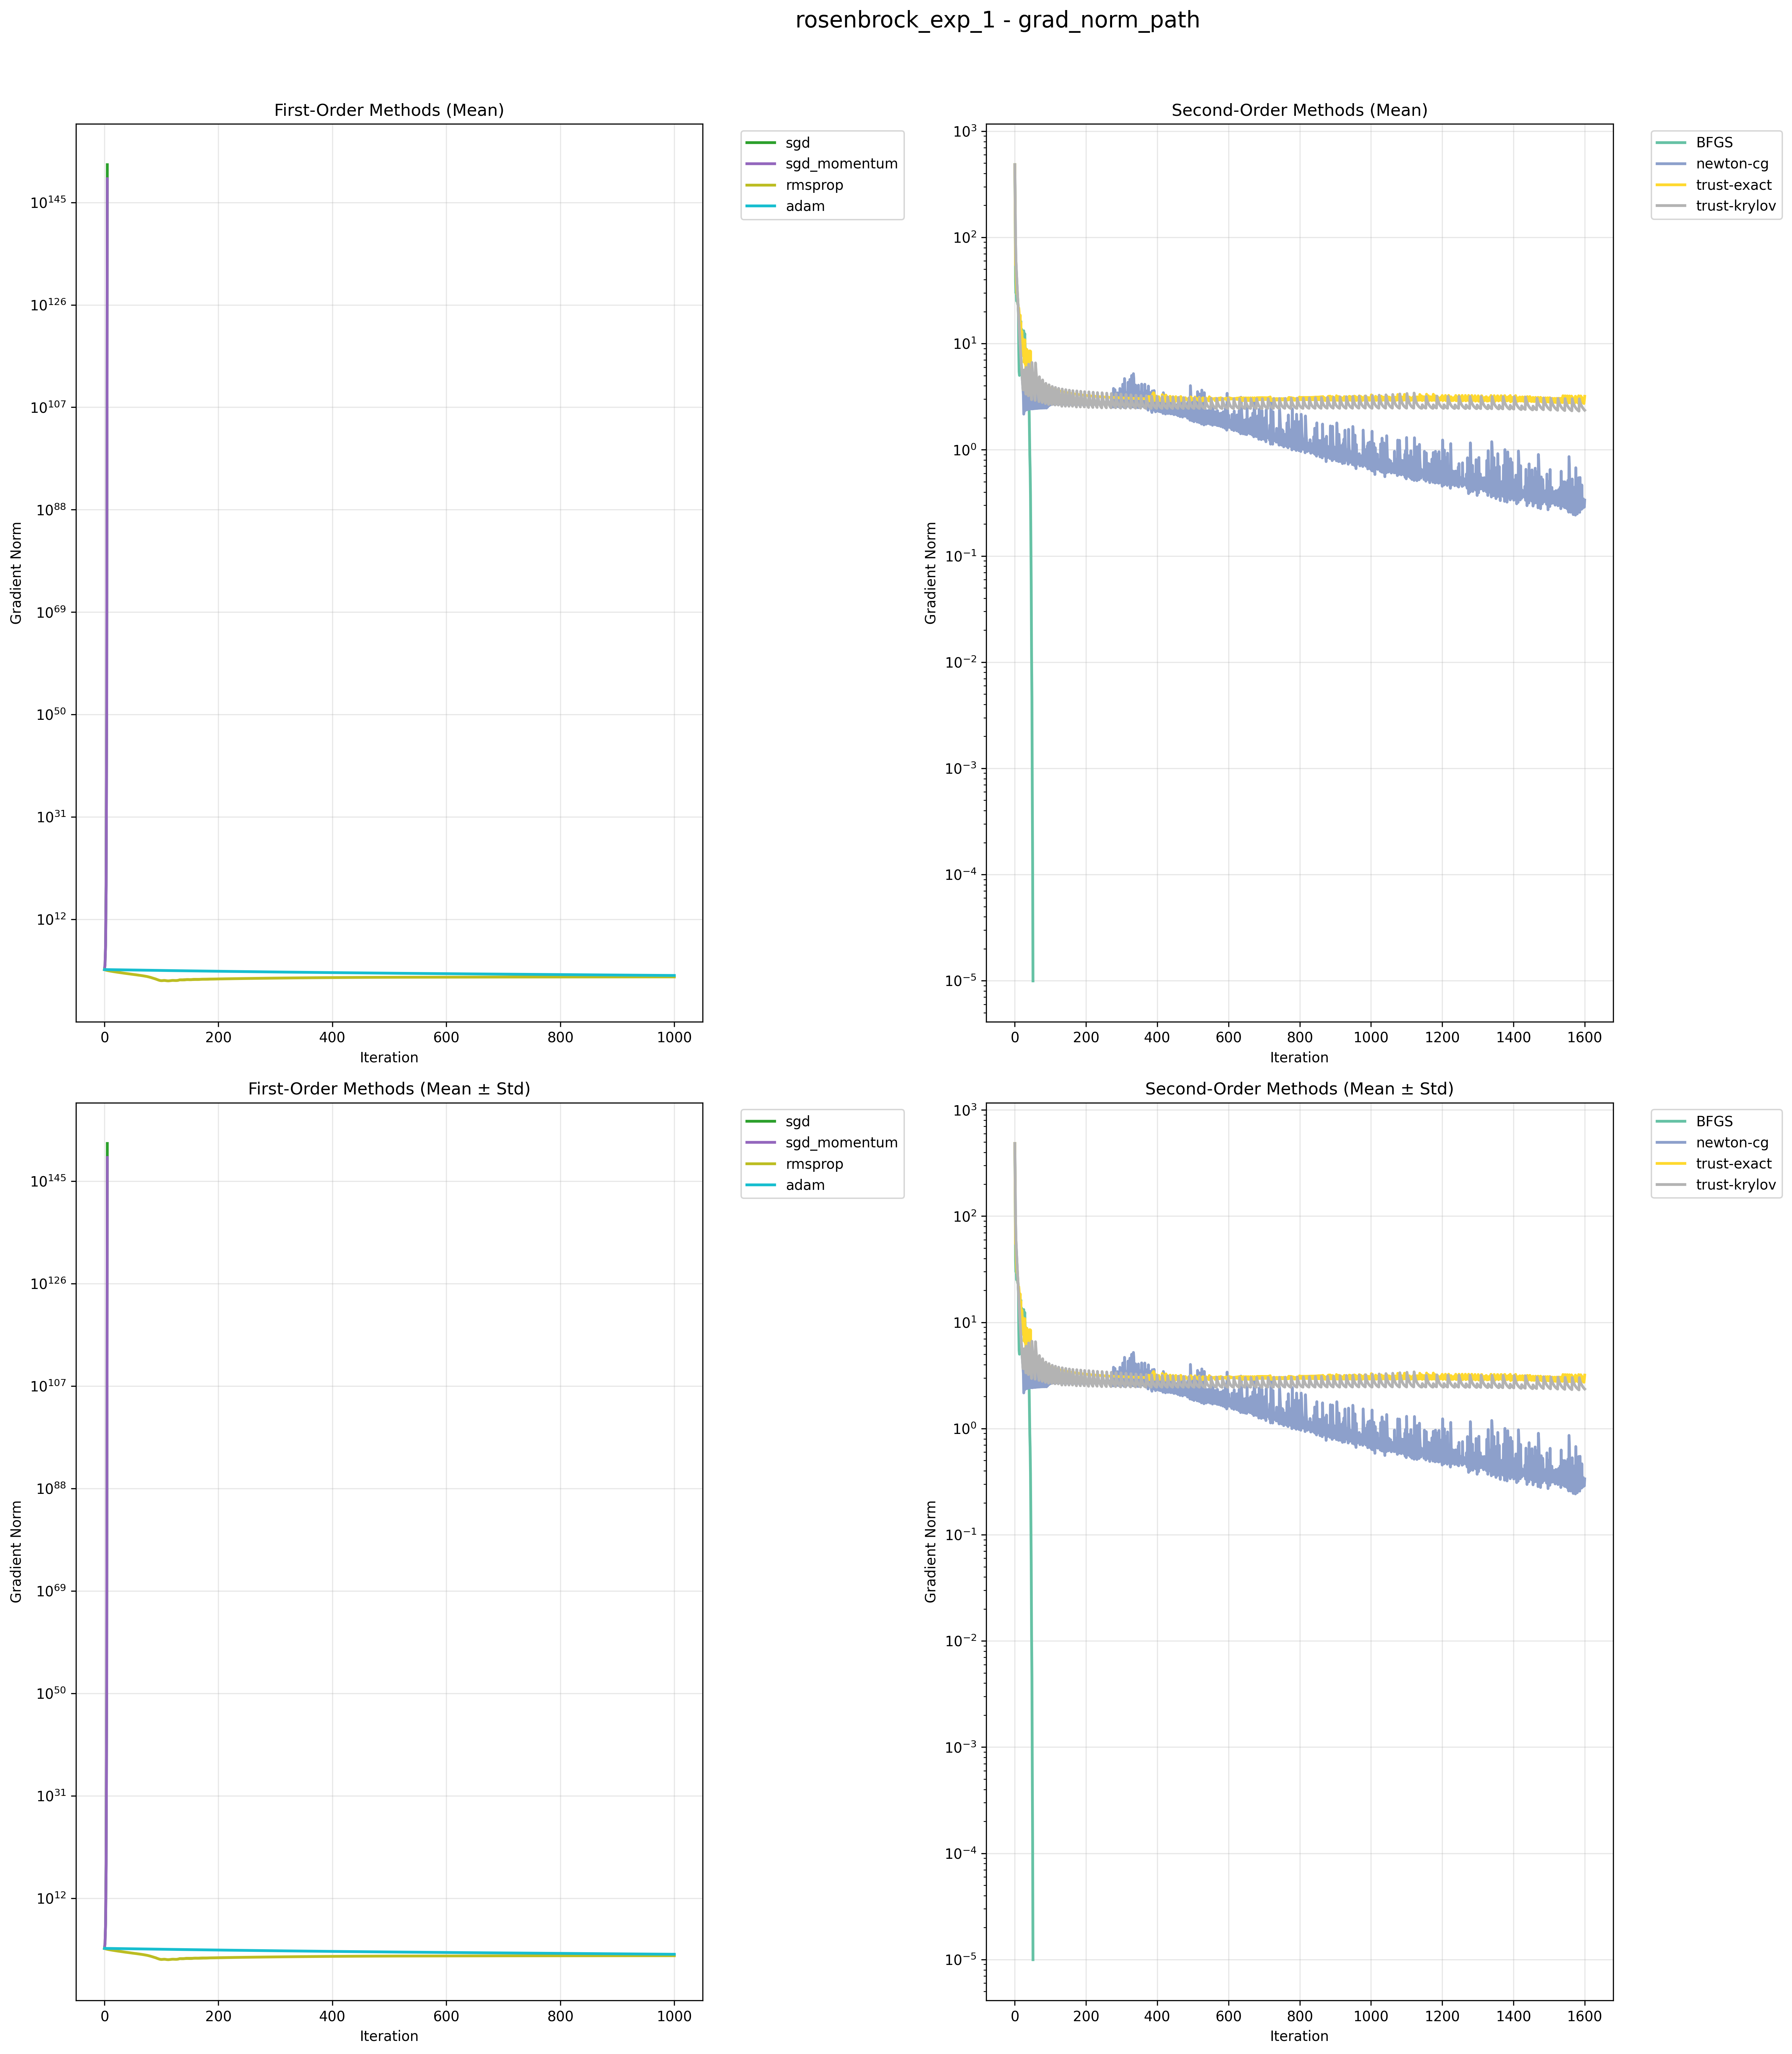 rosenbrock_exp_1 - grad_norm_path
First-Order Methods (Mean)
Gradient Norm
10^145
10^126
10^107
10^88
10^69
10^50
10^31
10^12
0 200 400 600 800 1000
Iteration
sgd
sgd_momentum
rmsprop
adam
Second-Order Methods (Mean)
Gradient Norm
10^3
10^2
10^1
10^0
10^−1
10^−2
10^−3
10^−4
10^−5
0 200 400 600 800 1000 1200 1400 1600
Iteration
BFGS
newton-cg
trust-exact
trust-krylov
First-Order Methods (Mean ± Std)
Gradient Norm
10^145
10^126
10^107
10^88
10^69
10^50
10^31
10^12
0 200 400 600 800 1000
Iteration
sgd
sgd_momentum
rmsprop
adam
Second-Order Methods (Mean ± Std)
Gradient Norm
10^3
10^2
10^1
10^0
10^−1
10^−2
10^−3
10^−4
10^−5
0 200 400 600 800 1000 1200 1400 1600
Iteration
BFGS
newton-cg
trust-exact
trust-krylov